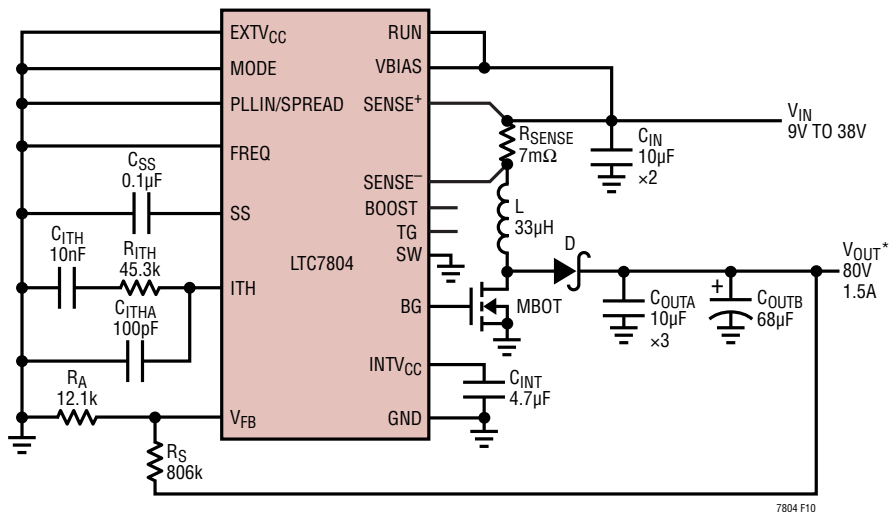 EXTVCC
MODE
PLLIN/SPREAD
FREQ
CSS
0.1µF
SS
CITH
10nF
RITH
45.3k
ITH
CITHA
100pF
RA
12.1k
VFB
RS
806k
LTC7804
RUN
VBIAS
SENSE+
SENSE–
BOOST
TG
SW
BG
INTVCC
GND
RSENSE
7mΩ
L
33µH
CIN
10µF
×2
VIN
9V TO 38V
D
MBOT
COUTA
10µF
×3
+
COUTB
68µF
VOUT*
80V
1.5A
CINT
4.7µF
7804 F10